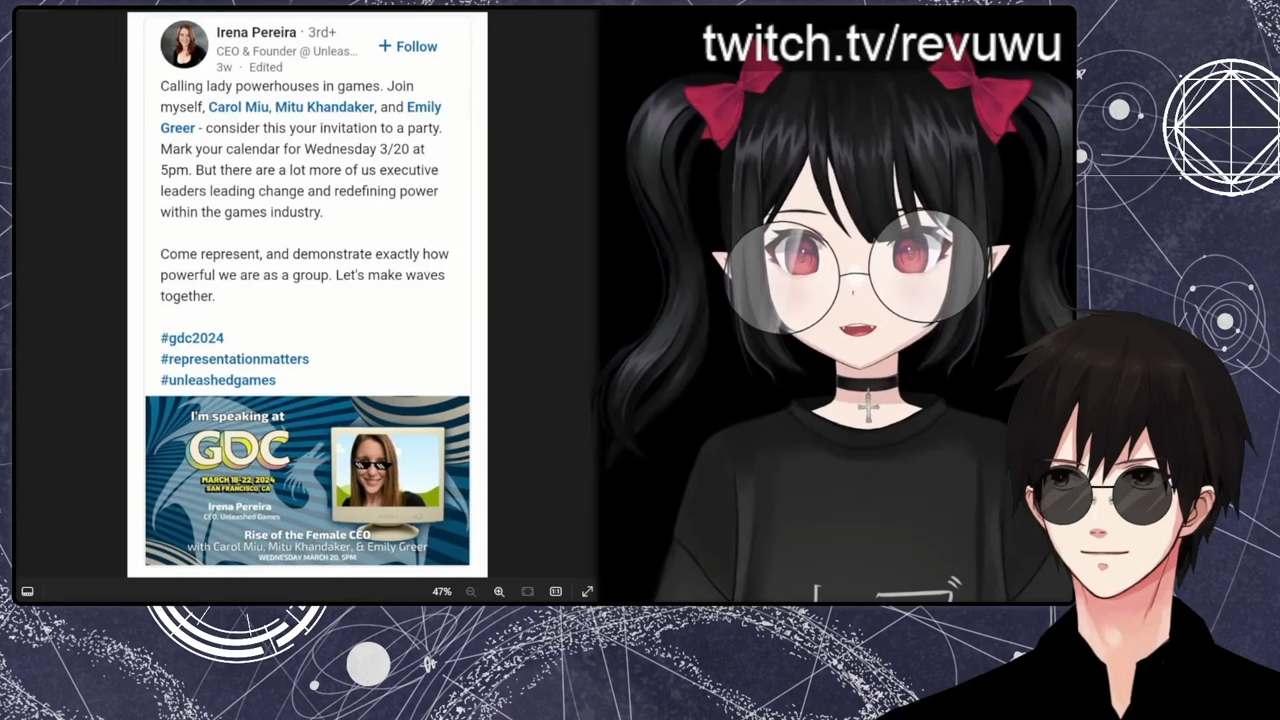 twitch.tv/revuwu
Irena Pereira · 3rd+
CEO & Founder @ Unleas...
3w · Edited
+ Follow
Calling lady powerhouses in games. Join
myself, Carol Miu, Mitu Khandaker, and Emily
Greer - consider this your invitation to a party.
Mark your calendar for Wednesday 3/20 at
5pm. But there are a lot more of us executive
leaders leading change and redefining power
within the games industry.
Come represent, and demonstrate exactly how
powerful we are as a group. Let's make waves
together.
#gdc2024
#representationmatters
#unleashedgames
I'm speaking at
GDC
MARCH 18-22, 2024
SAN FRANCISCO, CA
Irena Pereira
CEO, Unleashed Games
Rise of the Female CEO
with Carol Miu, Mitu Khandaker, & Emily Greer
WEDNESDAY MARCH 20, 5PM
47%